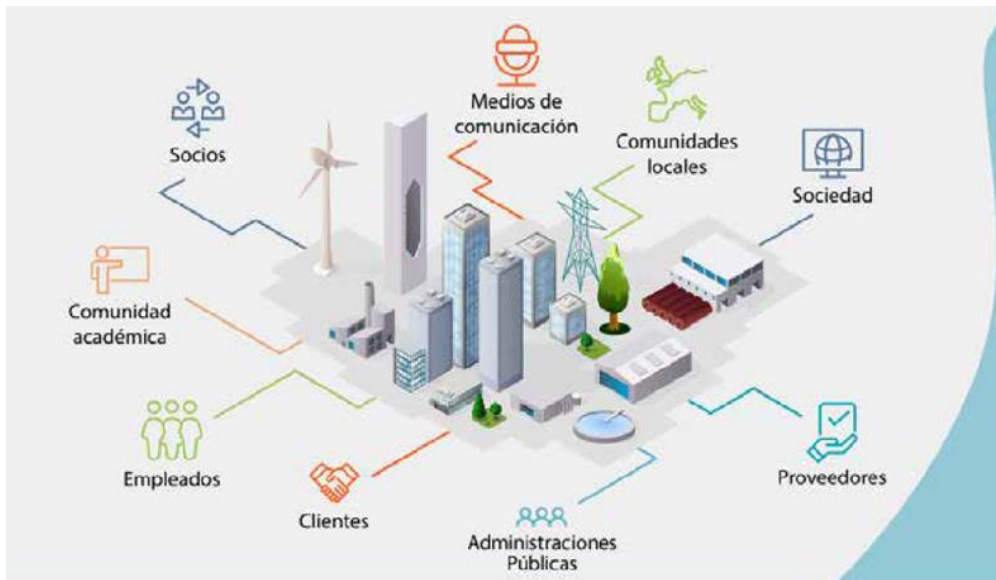 Medios de
comunicación
Comunidades
locales
Socios
Sociedad
Comunidad
académica
Empleados
Proveedores
Clientes
Administraciones
Públicas